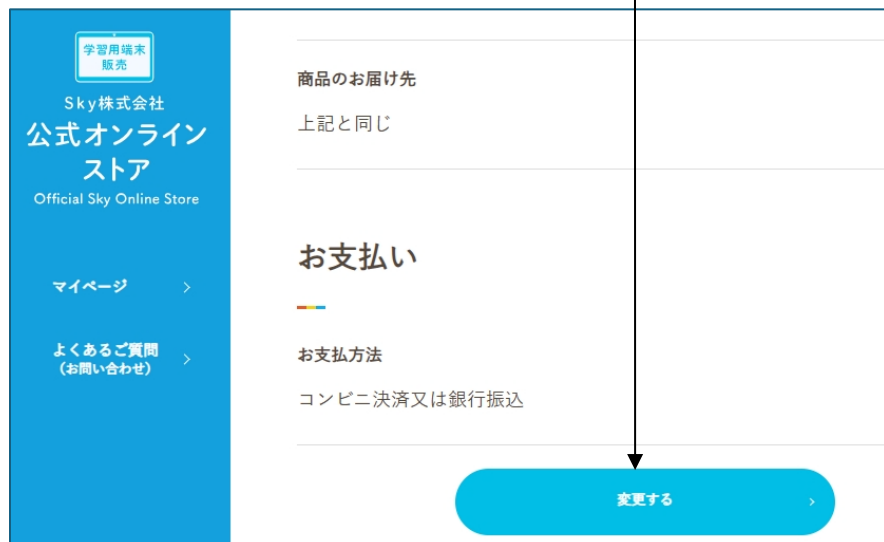 学習用端末
販売
Sky株式会社
公式オンライン
ストア
Official Sky Online Store
マイページ
よくあるご質問
(お問い合わせ)
商品のお届け先
上記と同じ
お支払い
お支払方法
コンビニ決済又は銀行振込
変更する